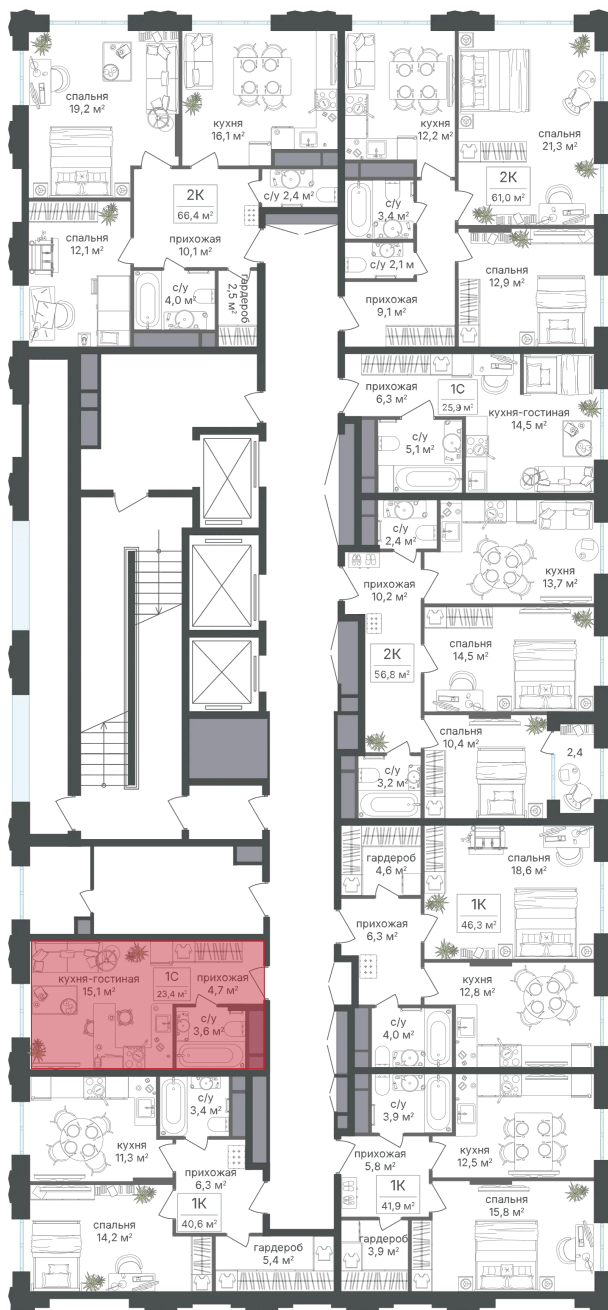 спальня
19,2 м²
кухня
16,1 м²
кухня
12,2 м²
спальня
21,3 м²
2К
66,4 м²
с/у 2,4 м²
с/у
3,4 м²
2К
61,0 м²
спальня
12,1 м²
прихожая
10,1 м²
с/у 2,1 м
спальня
12,9 м²
с/у
4,0 м²
гардероб
2,5 м²
прихожая
9,1 м²
прихожая
6,3 м²
1С
25,9 м²
кухня-гостиная
14,5 м²
с/у
5,1 м²
с/у
2,4 м²
кухня
13,7 м²
прихожая
10,2 м²
2К
56,8 м²
спальня
14,5 м²
спальня
10,4 м²
2,4
с/у
3,2 м²
гардероб
4,6 м²
спальня
18,6 м²
1К
46,3 м²
прихожая
6,3 м²
кухня-гостиная
15,1 м²
1С
23,4 м²
прихожая
4,7 м²
кухня
12,8 м²
с/у
3,6 м²
с/у
4,0 м²
с/у
3,4 м²
с/у
3,9 м²
кухня
11,3 м²
кухня
12,5 м²
прихожая
6,3 м²
1К
40,6 м²
прихожая
5,8 м²
1К
41,9 м²
спальня
14,2 м²
спальня
15,8 м²
гардероб
5,4 м²
гардероб
3,9 м²